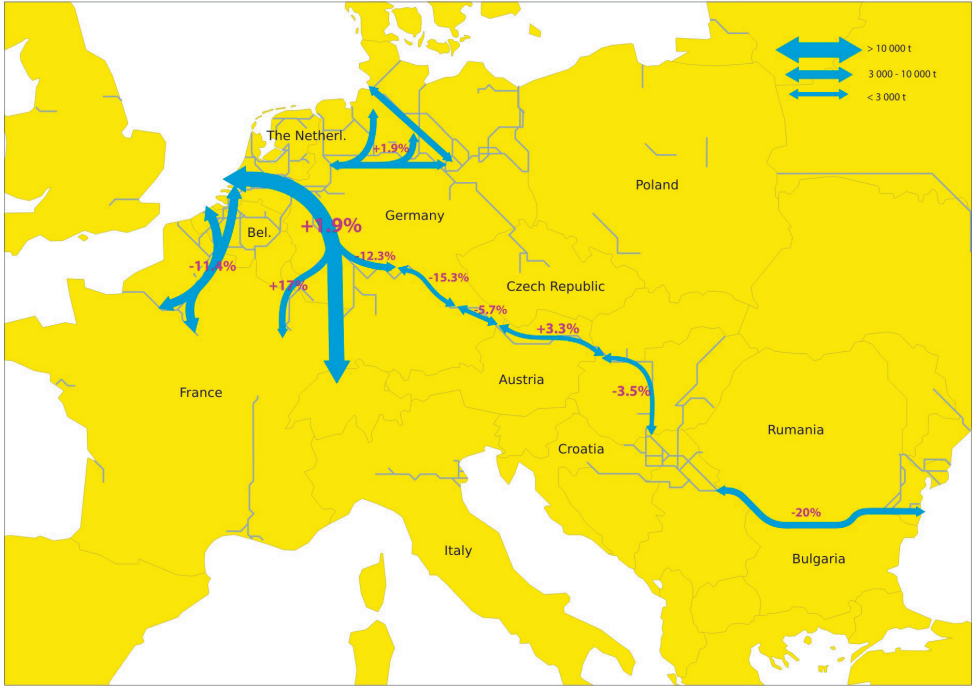 > 10 000 t
3 000 - 10 000 t
< 3 000 t
The Netherl.
+1.9%
Poland
Germany
+1.9%
Bel.
-11.4%
-12.3%
-15.3%
+17%
Czech Republic
-5.7%
+3.3%
Austria
-3.5%
France
Rumania
Croatia
-20%
Italy
Bulgaria